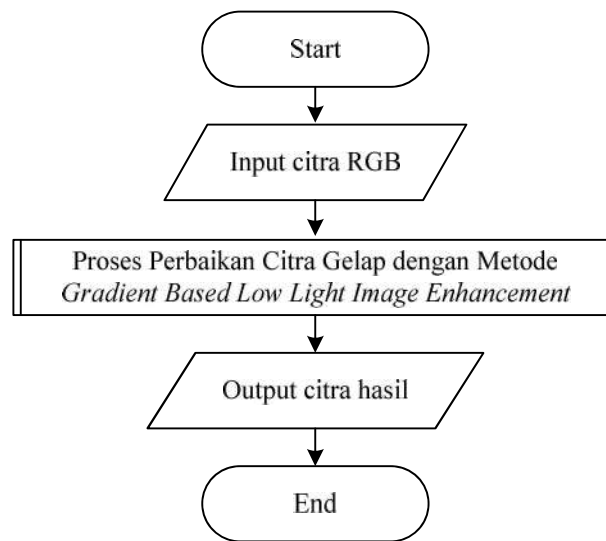 Start
Input citra RGB
Proses Perbaikan Citra Gelap dengan Metode
Gradient Based Low Light Image Enhancement
Output citra hasil
End